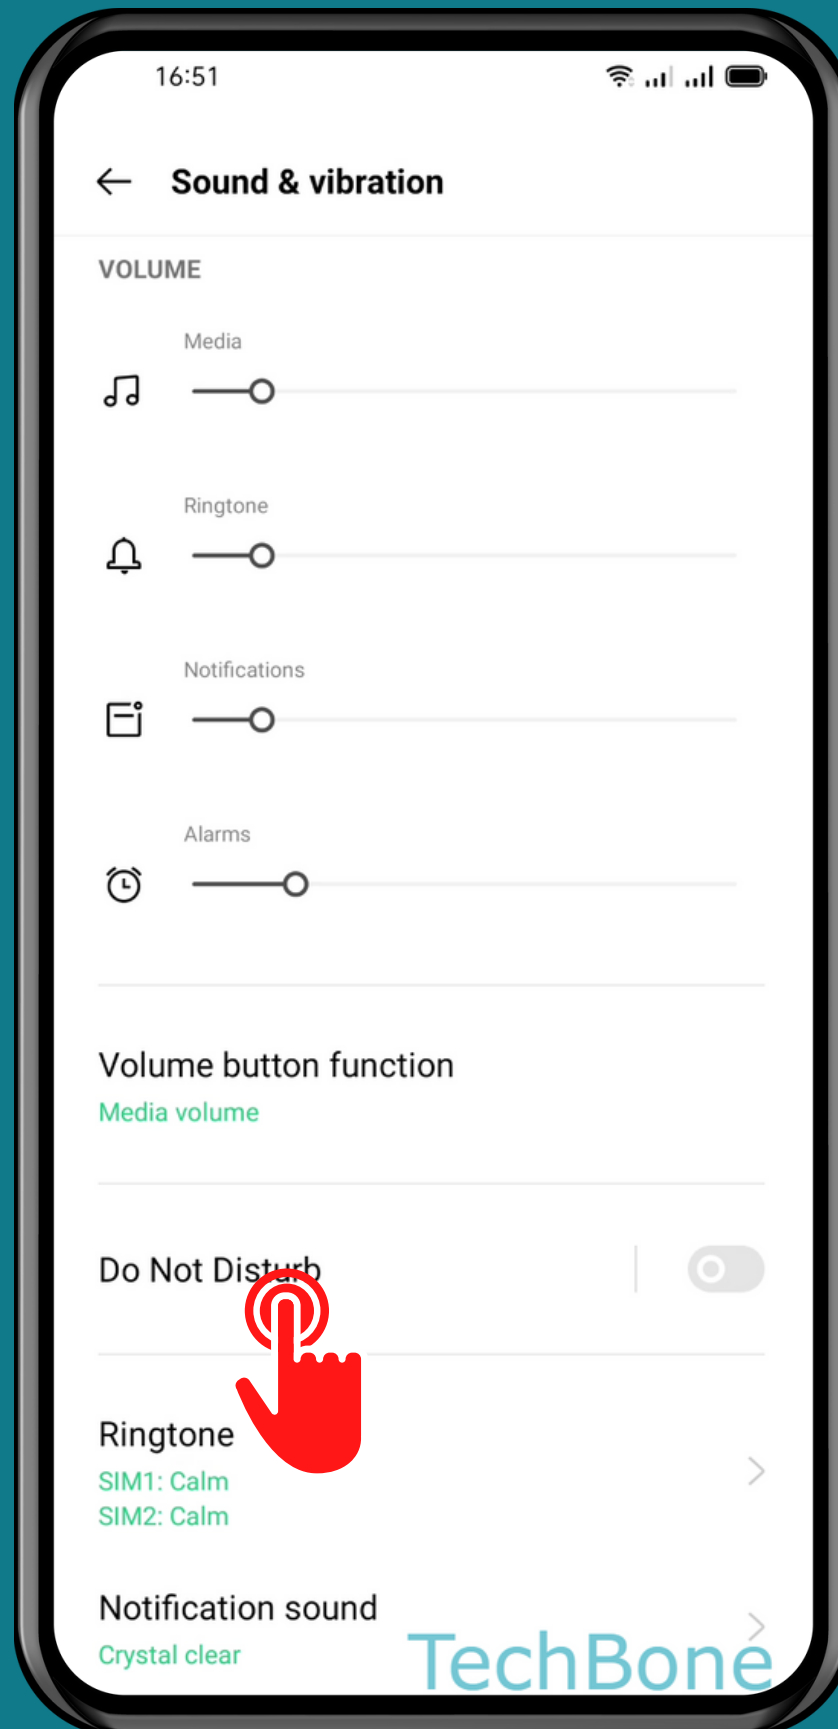 16:51
Sound & vibration
VOLUME
Media
Ringtone
Notifications
Alarms
Volume button function
Media volume
Do Not Disturb
Ringtone
SIM1: Calm
SIM2: Calm
Notification sound
Crystal clear
TechBone